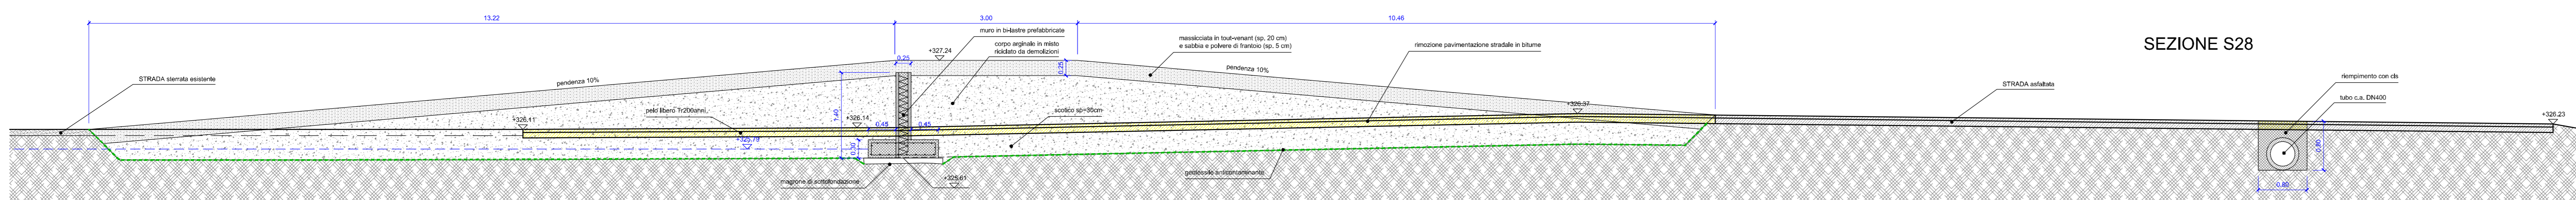 13.22
3.00
10.46
SEZIONE S28
muro in bi-lastre prefabbricate
corpo arginale in misto
riciclato da demolizioni
massicciata in tout-venant (sp. 20 cm)
e sabbia e polvere di frantoio (sp. 5 cm)
rimozione pavimentazione stradale in bitume
+327.24
0.25
0.25
pendenza 10%
pendenza 10%
STRADA sterrata esistente
STRADA asfaltata
riempimento con cls
tubo c.a. DN400
pelo libero Tr200anni
scotico sp=30cm
1.40
+326.11
+326.14
+326.37
+326.23
0.45
0.45
+325.79
0.30
0.80
magrone di sottofondazione
+325.61
geotessile anticontaminante
0.80